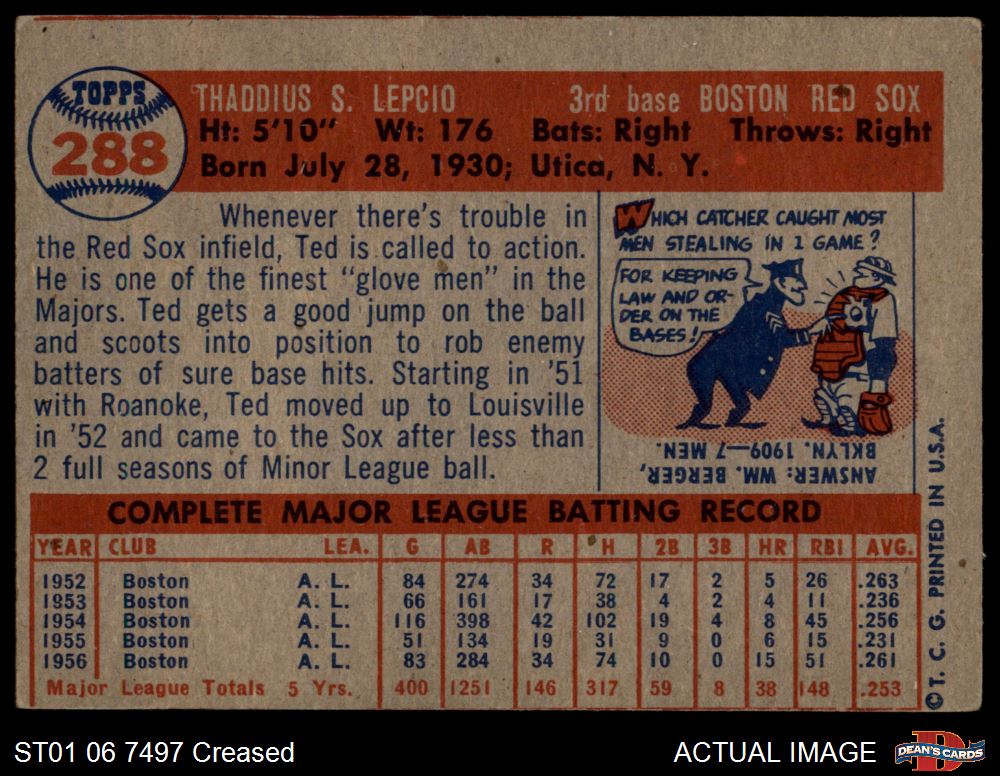 TOPPS
288
THADDIUS S. LEPCIO 3rd base BOSTON RED SOX
Ht: 5'10" Wt: 176 Bats: Right Throws: Right
Born July 28, 1930; Utica, N. Y.
Whenever there's trouble in
the Red Sox infield, Ted is called to action.
He is one of the finest "glove men" in the
Majors. Ted gets a good jump on the ball
and scoots into position to rob enemy
batters of sure base hits. Starting in '51
with Roanoke, Ted moved up to Louisville
in '52 and came to the Sox after less than
2 full seasons of Minor League ball.
WHICH CATCHER CAUGHT MOST
MEN STEALING IN 1 GAME?
FOR KEEPING
LAW AND OR-
DER ON THE
BASES!
ANSWER: WM. BERGER,
BKLYN. 1909—7 MEN.
COMPLETE MAJOR LEAGUE BATTING RECORD
YEAR CLUB LEA. G AB R H 2B 3B HR RBI AVG.
1952 Boston A. L. 84 274 34 72 17 2 5 26 .263
1953 Boston A. L. 66 161 17 38 4 2 4 11 .236
1954 Boston A. L. 116 398 42 102 19 4 8 45 .256
1955 Boston A. L. 51 134 19 31 9 0 6 15 .231
1956 Boston A. L. 83 284 34 74 10 0 15 51 .261
Major League Totals 5 Yrs. 400 1251 146 317 59 8 38 148 .253
© T. C. G. PRINTED IN U.S.A.
ST01 06 7497 Creased ACTUAL IMAGE
D
DEAN'S CARDS